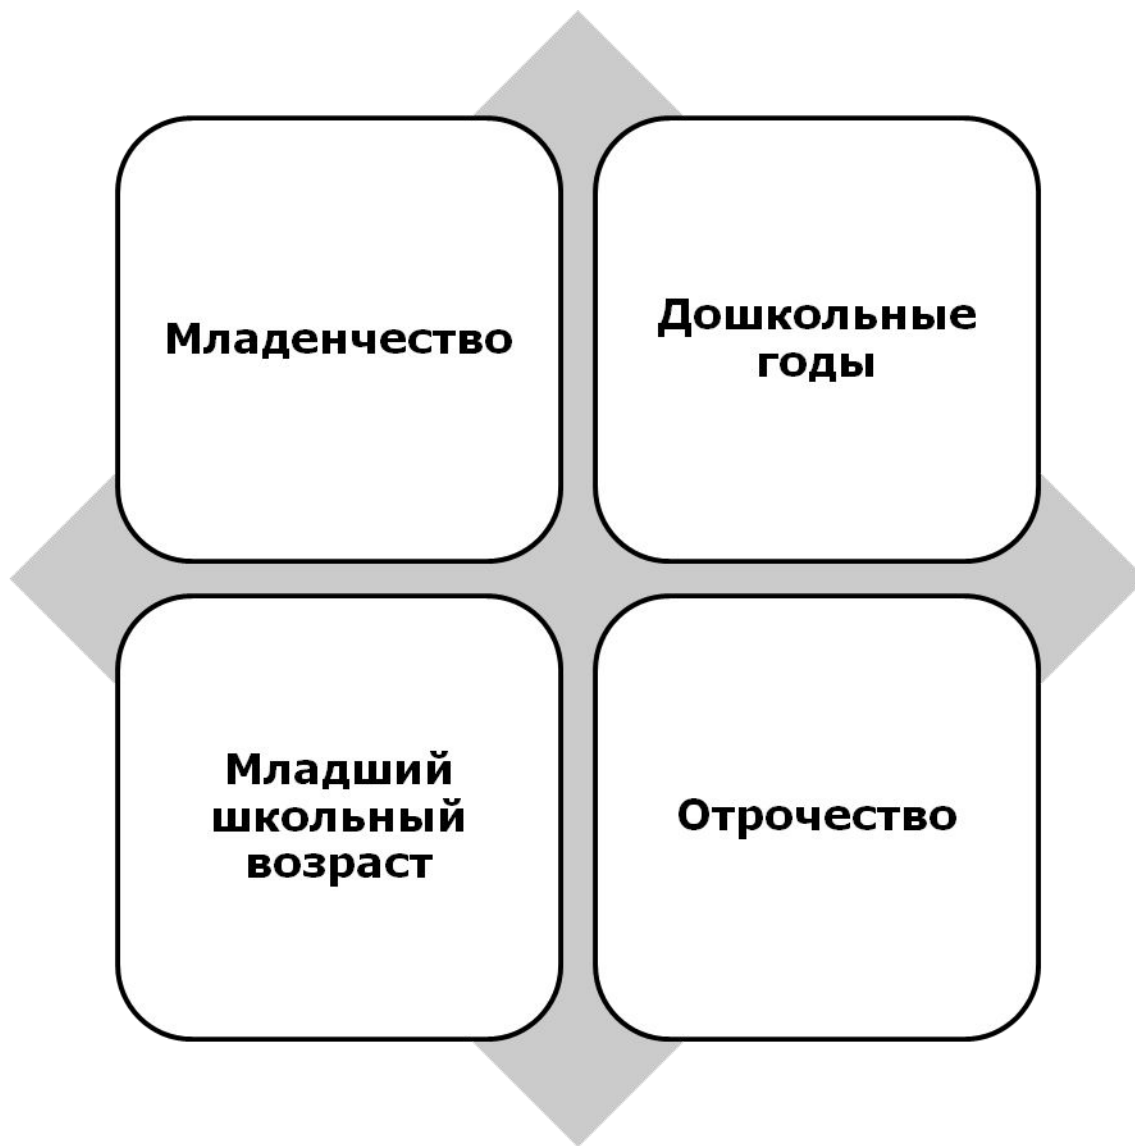 Младенчество
Дошкольные
годы
Младший
школьный
возраст
Отрочество